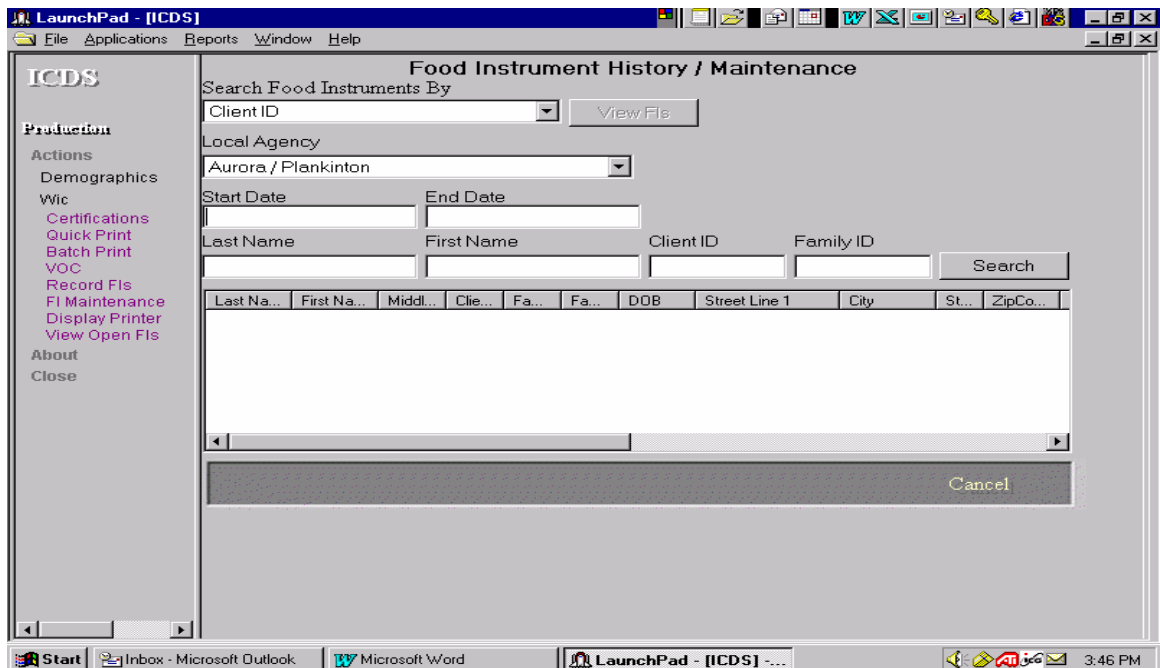 LaunchPad - [ICDS]
File Applications Reports Window Help
ICDS
Production
Actions
Demographics
Wic
Certifications
Quick Print
Batch Print
VOC
Record FIs
FI Maintenance
Display Printer
View Open FIs
About
Close
Food Instrument History / Maintenance
Search Food Instruments By
Client ID View FIs
Local Agency
Aurora / Plankinton
Start Date End Date
Last Name First Name Client ID Family ID
Search
Last Na... First Na... Middl... Clie... Fa... Fa... DOB Street Line 1 City St... ZipCo...
Cancel
Start Inbox - Microsoft Outlook Microsoft Word LaunchPad - [ICDS] -... 3:46 PM